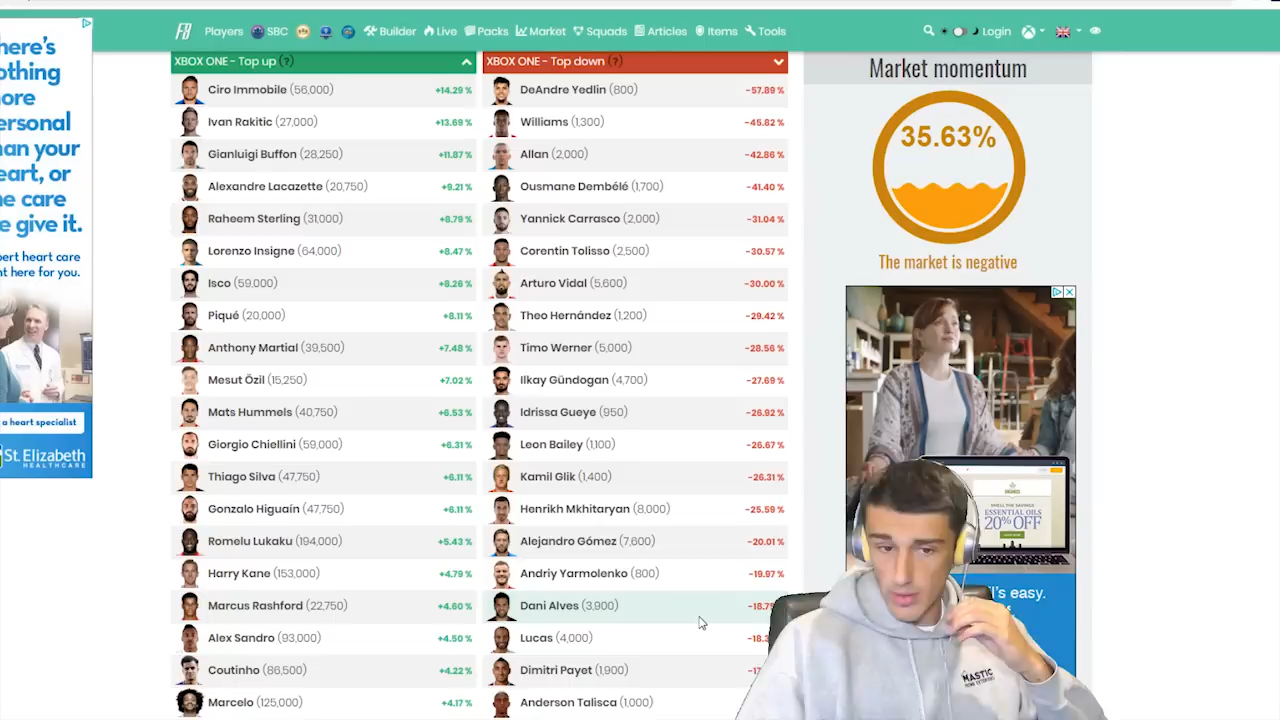 Players SBC Builder Live Packs Market Squads Articles Items Tools Login
here's
othing
ore
ersonal
an your
eart, or
e care
e give it.
pert heart care
ht here for you.
a heart specialist
St. Elizabeth
HEALTHCARE
XBOX ONE - Top up (?)
Ciro Immobile (56,000) +14.29 %
Ivan Rakitic (27,000) +13.69 %
Gianluigi Buffon (28,250) +11.87 %
Alexandre Lacazette (20,750) +9.21 %
Raheem Sterling (31,000) +8.79 %
Lorenzo Insigne (64,000) +8.47 %
Isco (59,000) +8.26 %
Piqué (20,000) +8.11 %
Anthony Martial (39,500) +7.48 %
Mesut Özil (15,250) +7.02 %
Mats Hummels (40,750) +6.53 %
Giorgio Chiellini (59,000) +6.31 %
Thiago Silva (47,750) +6.11 %
Gonzalo Higuaín (47,750) +6.11 %
Romelu Lukaku (194,000) +5.43 %
Harry Kane (153,000) +4.79 %
Marcus Rashford (22,750) +4.60 %
Alex Sandro (93,000) +4.50 %
Coutinho (86,500) +4.22 %
Marcelo (125,000) +4.17 %
XBOX ONE - Top down (?)
DeAndre Yedlin (800) -57.89 %
Williams (1,300) -45.82 %
Allan (2,000) -42.86 %
Ousmane Dembélé (1,700) -41.40 %
Yannick Carrasco (2,000) -31.04 %
Corentin Tolisso (2,500) -30.57 %
Arturo Vidal (5,600) -30.00 %
Theo Hernández (1,200) -29.42 %
Timo Werner (5,000) -28.56 %
Ilkay Gündogan (4,700) -27.69 %
Idrissa Gueye (950) -26.92 %
Leon Bailey (1,100) -26.67 %
Kamil Glik (1,400) -26.31 %
Henrikh Mkhitaryan (8,000) -25.59 %
Alejandro Gómez (7,600) -20.01 %
Andriy Yarmolenko (800) -19.97 %
Dani Alves (3,900) -18.7
Lucas (4,000) -18.3
Dimitri Payet (1,900) -17
Anderson Talisca (1,000)
Market momentum
35.63%
The market is negative
ESSENTIAL OILS
20% OFF
l's easy.
MASTIC